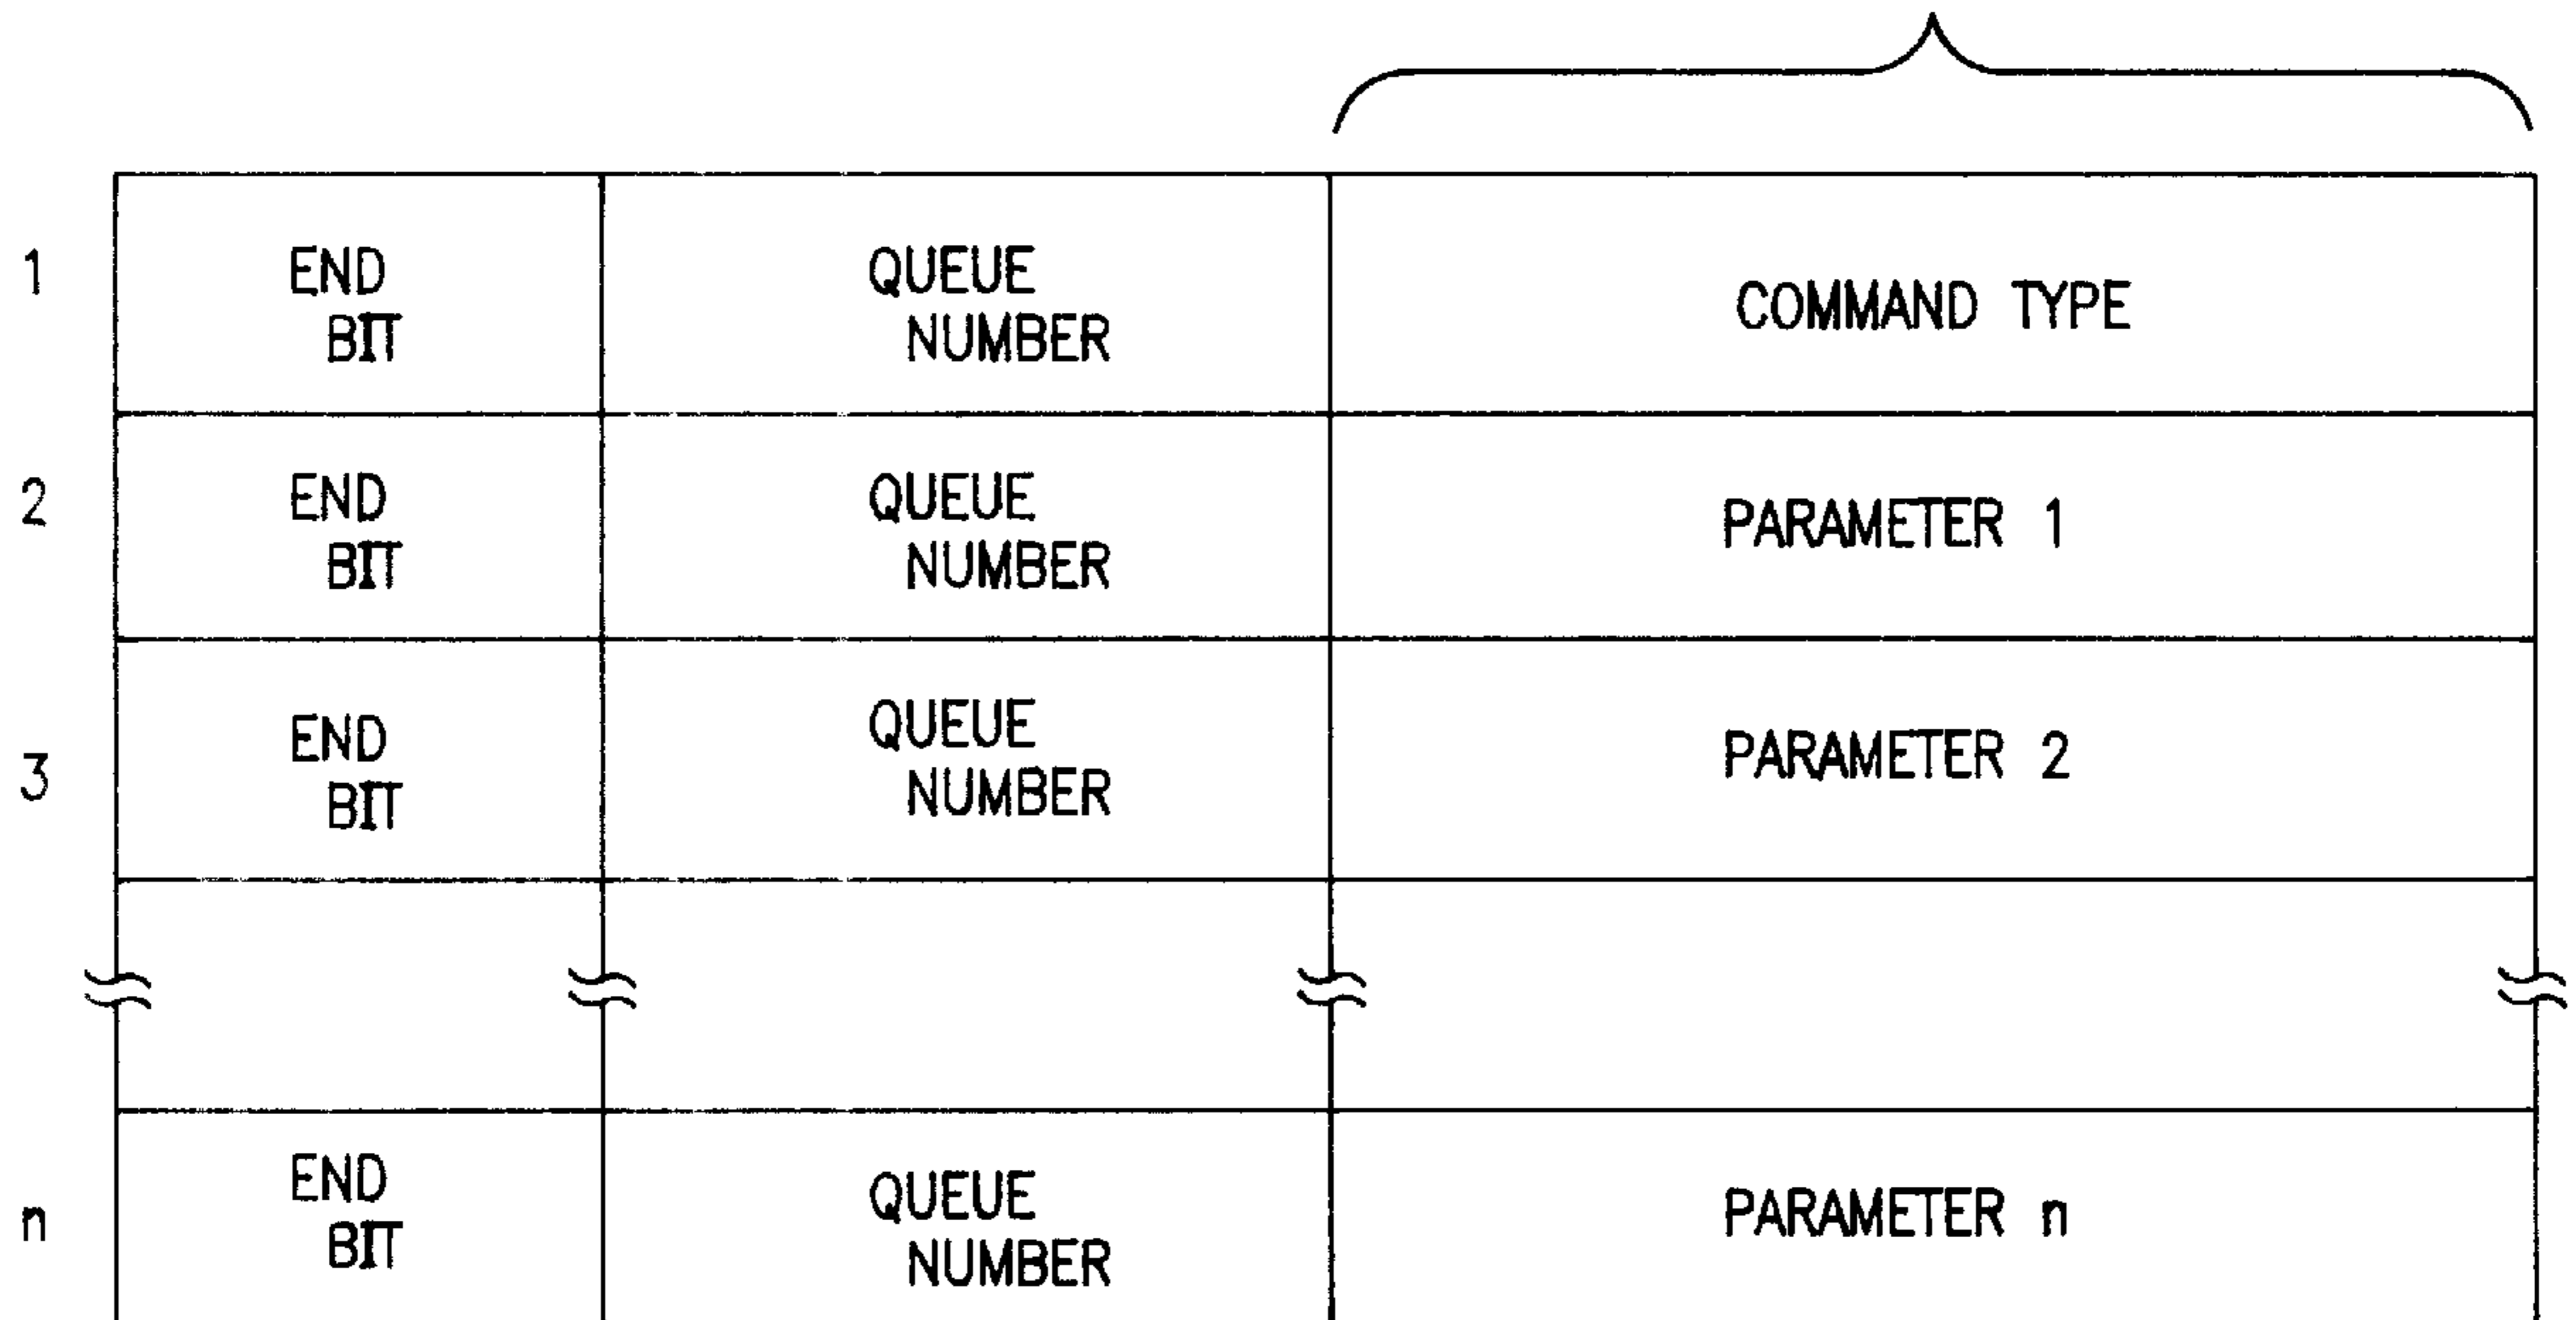 1
END
BIT
QUEUE
NUMBER
COMMAND TYPE
2
END
BIT
QUEUE
NUMBER
PARAMETER 1
3
END
BIT
QUEUE
NUMBER
PARAMETER 2
n
END
BIT
QUEUE
NUMBER
PARAMETER n